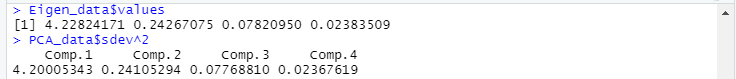 > Eigen_data$values
[1] 4.22824171 0.24267075 0.07820950 0.02383509
> PCA_data$sdev^2
Comp.1 Comp.2 Comp.3 Comp.4
4.20005343 0.24105294 0.07768810 0.02367619